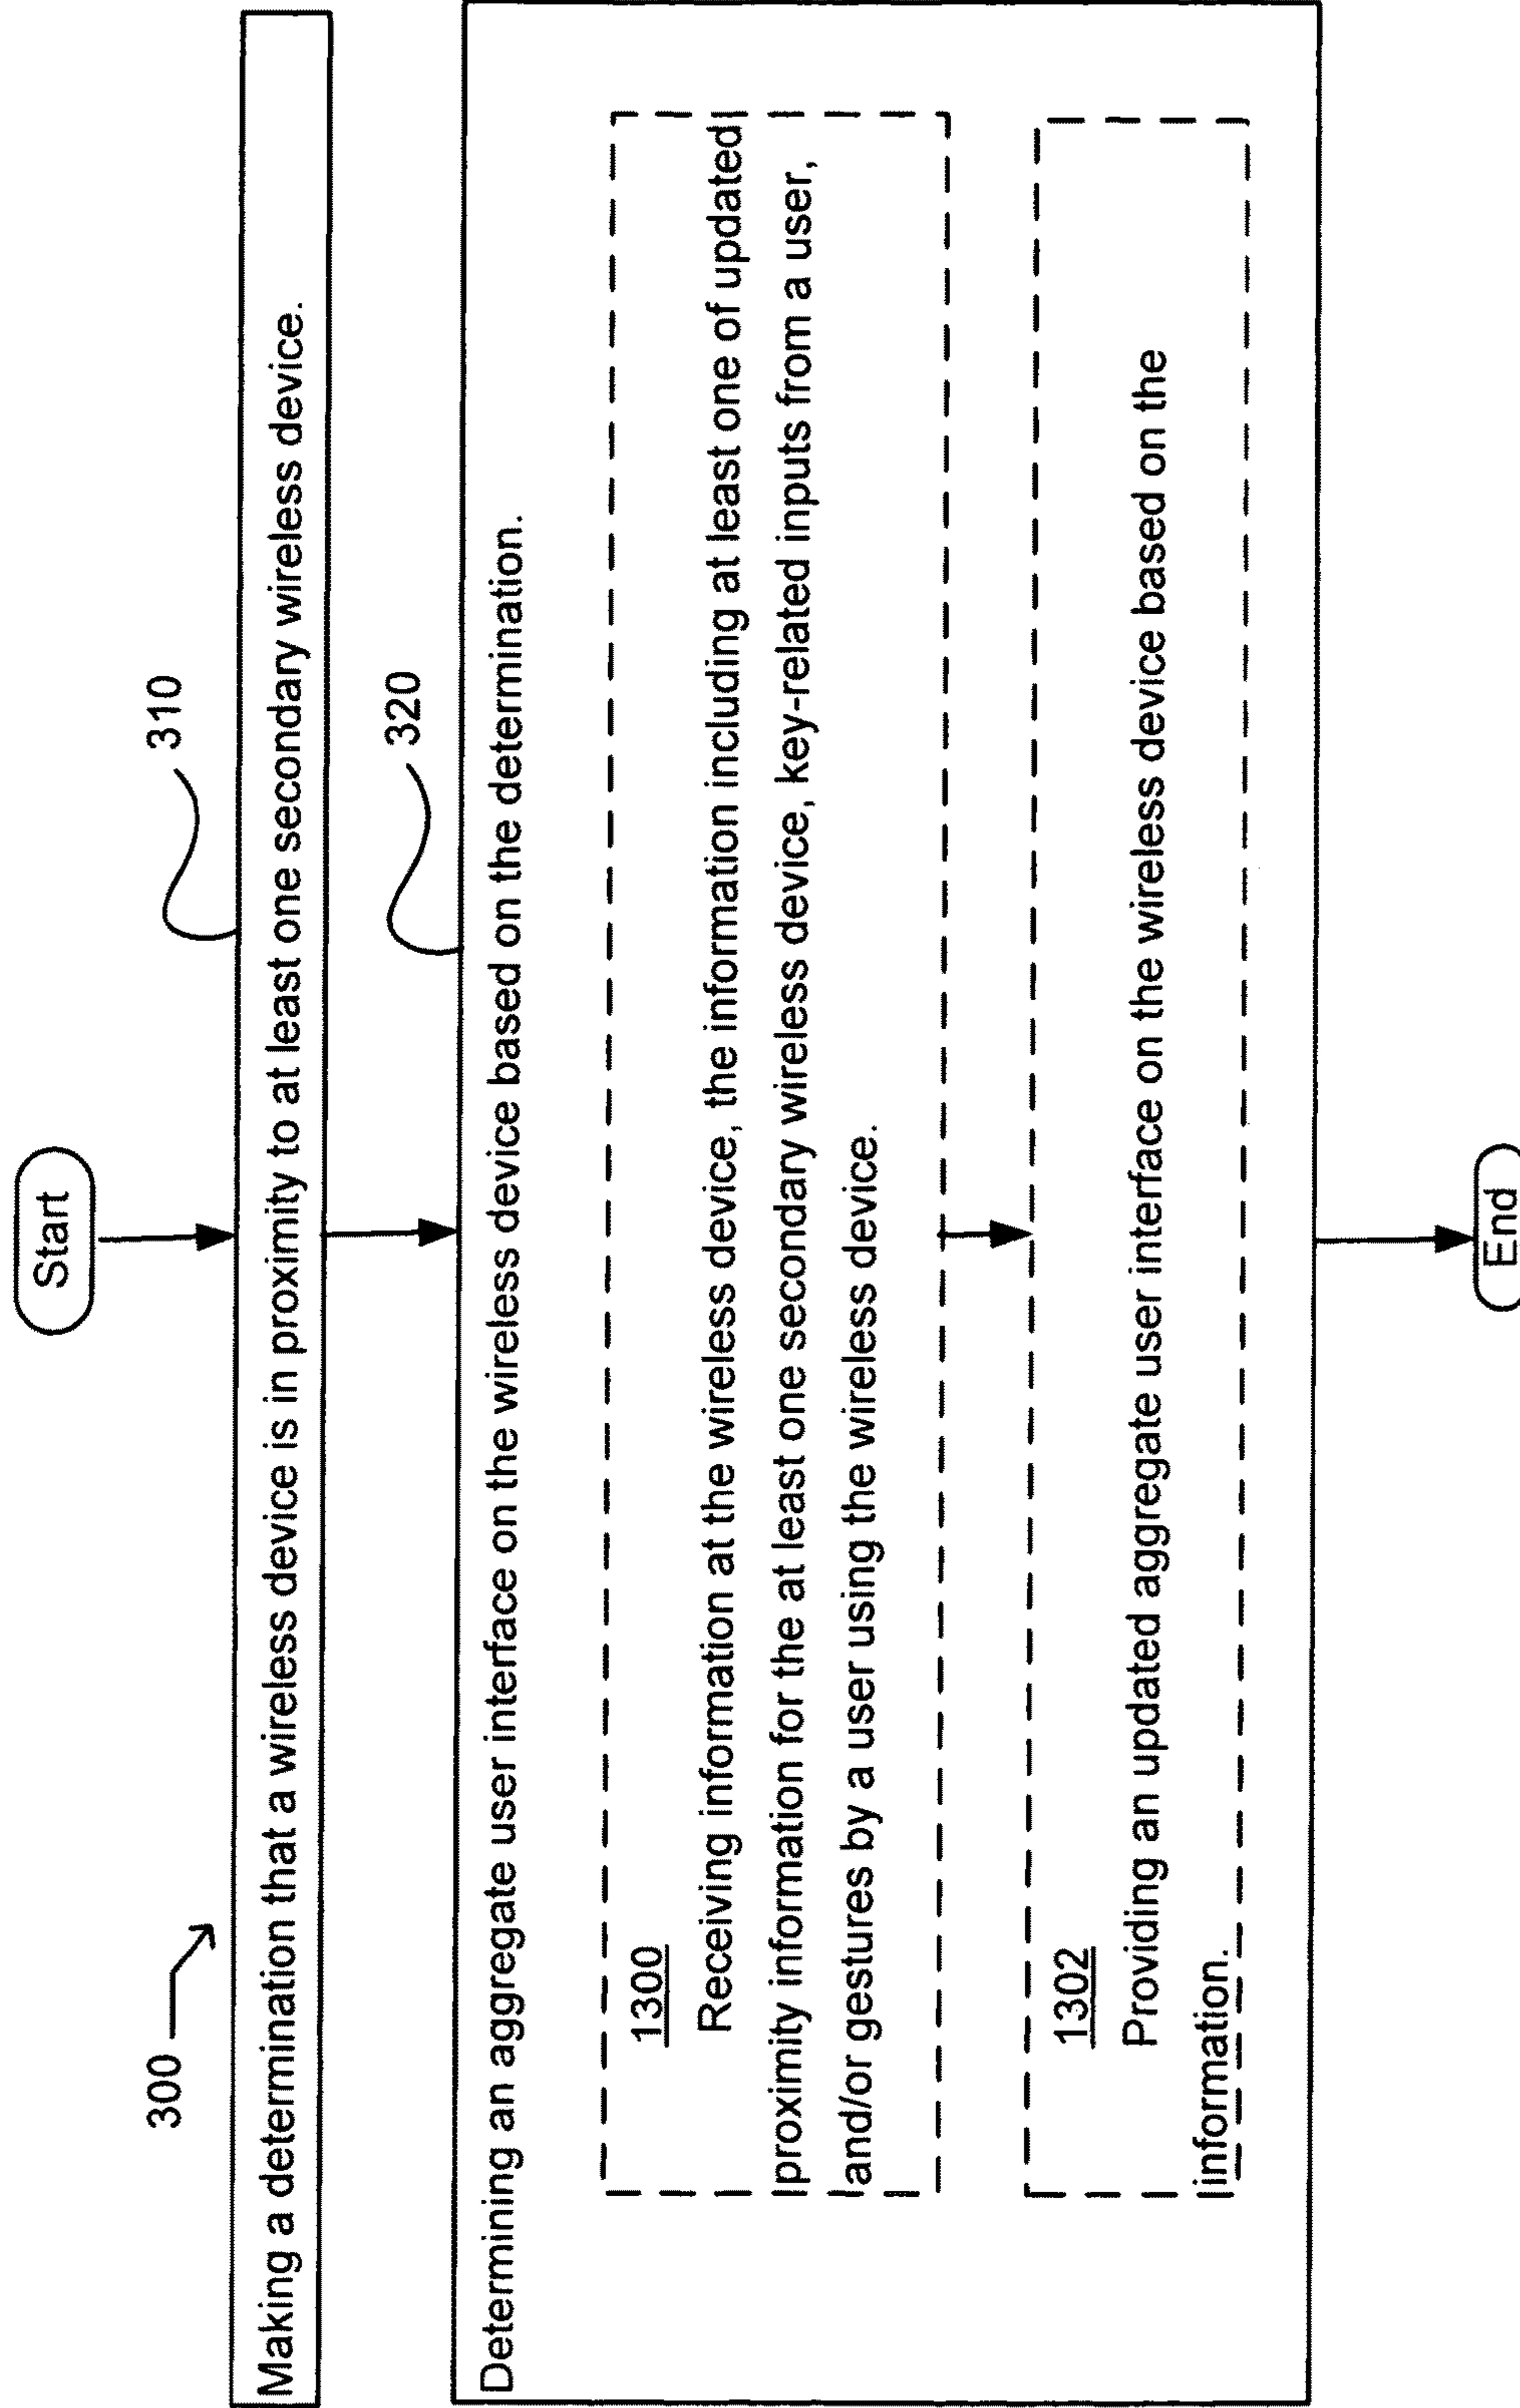 Start
300
310
Making a determination that a wireless device is in proximity to at least one secondary wireless device.
320
Determining an aggregate user interface on the wireless device based on the determination.
1300
Receiving information at the wireless device, the information including at least one of updated
proximity information for the at least one secondary wireless device, key-related inputs from a user,
and/or gestures by a user using the wireless device.
1302
Providing an updated aggregate user interface on the wireless device based on the
information.
End